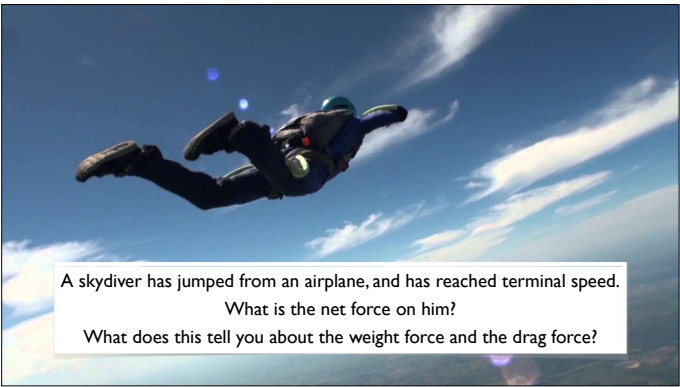 A skydiver has jumped from an airplane, and has reached terminal speed.
What is the net force on him?
What does this tell you about the weight force and the drag force?